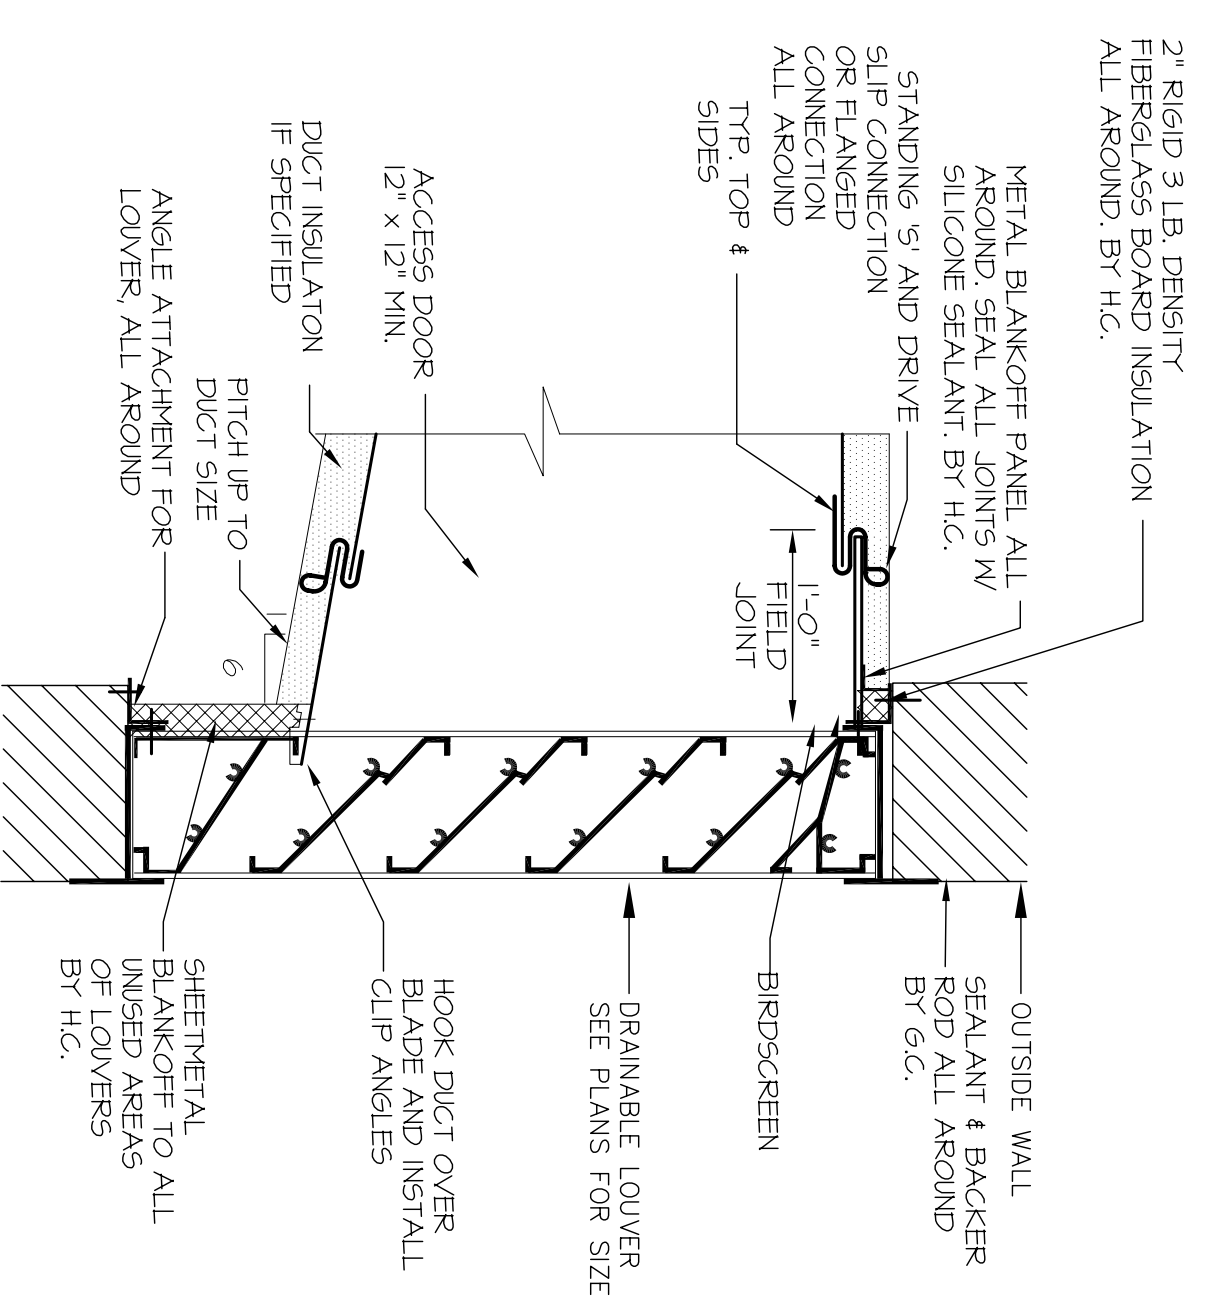 2" RIGID 3 LB. DENSITY
FIBERGLASS BOARD INSULATION
ALL AROUND. BY H.C.
METAL BLANKOFF PANEL ALL
AROUND. SEAL ALL JOINTS W/
SILICONE SEALANT. BY H.C.
STANDING 'S' AND DRIVE
SLIP CONNECTION
OR FLANGED
CONNECTION
ALL AROUND
TYP. TOP &
SIDES
ACCESS DOOR
12" x 12" MIN.
DUCT INSULATON
IF SPECIFIED
PITCH UP TO
DUCT SIZE
ANGLE ATTACHMENT FOR
LOUVER, ALL AROUND
1'-0"
FIELD
JOINT
6
OUTSIDE WALL
SEALANT & BACKER
ROD ALL AROUND
BY G.C.
BIRDSCREEN
DRAINABLE LOUVER
SEE PLANS FOR SIZE
HOOK DUCT OVER
BLADE AND INSTALL
CLIP ANGLES
SHEETMETAL
BLANKOFF TO ALL
UNUSED AREAS
OF LOUVERS
BY H.C.